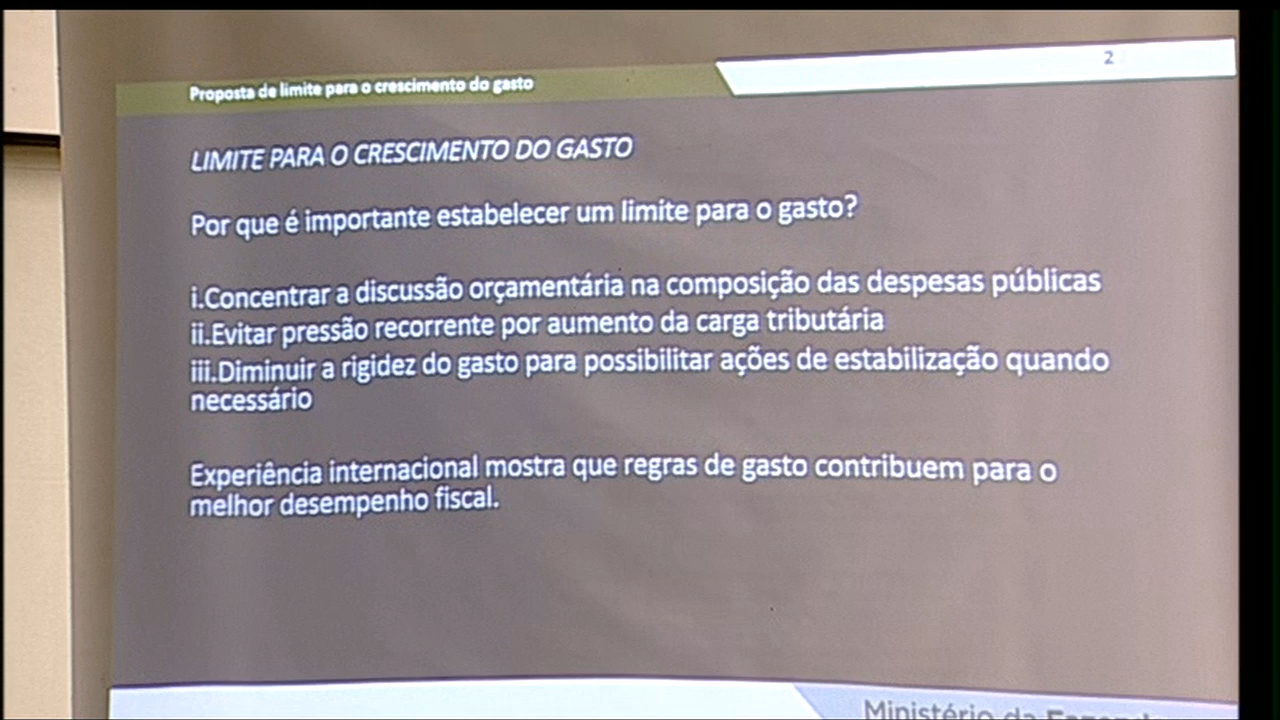 2
Proposta de limite para o crescimento do gasto
LIMITE PARA O CRESCIMENTO DO GASTO
Por que é importante estabelecer um limite para o gasto?
i.Concentrar a discussão orçamentária na composição das despesas públicas
ii.Evitar pressão recorrente por aumento da carga tributária
iii.Diminuir a rigidez do gasto para possibilitar ações de estabilização quando
necessário
Experiência internacional mostra que regras de gasto contribuem para o
melhor desempenho fiscal.
Ministério da